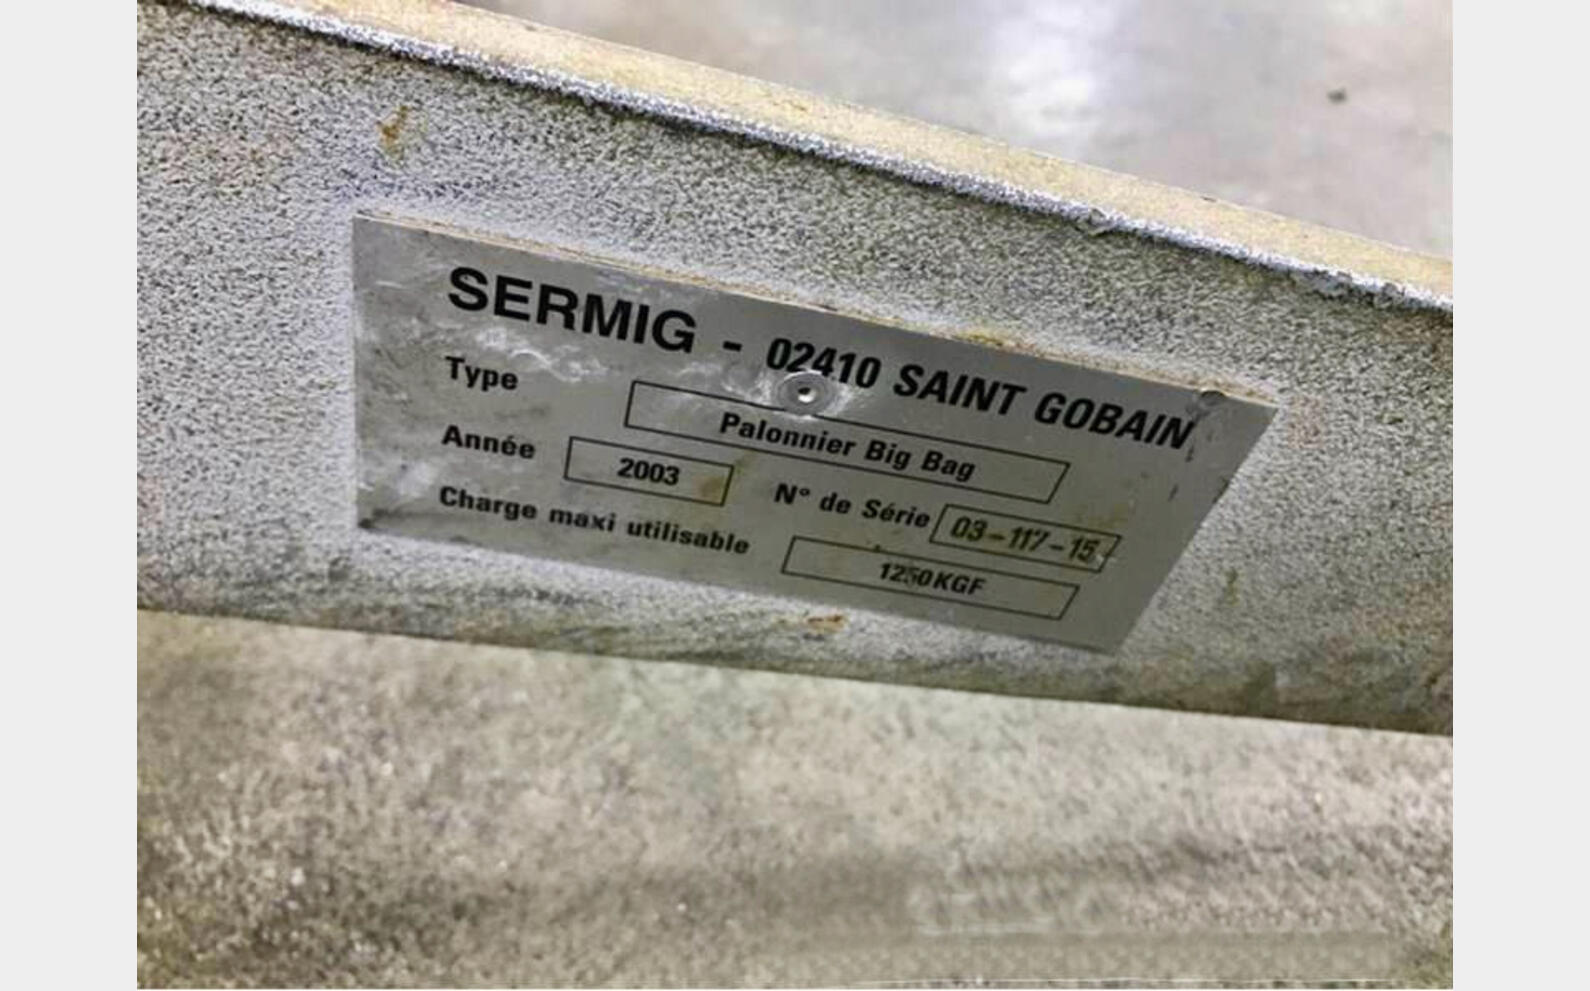 SERMIG - 02410 SAINT GOBAIN
Type Palonnier Big Bag
Année 2003 N° de Série 03-117-15
Charge maxi utilisable 1250KGF